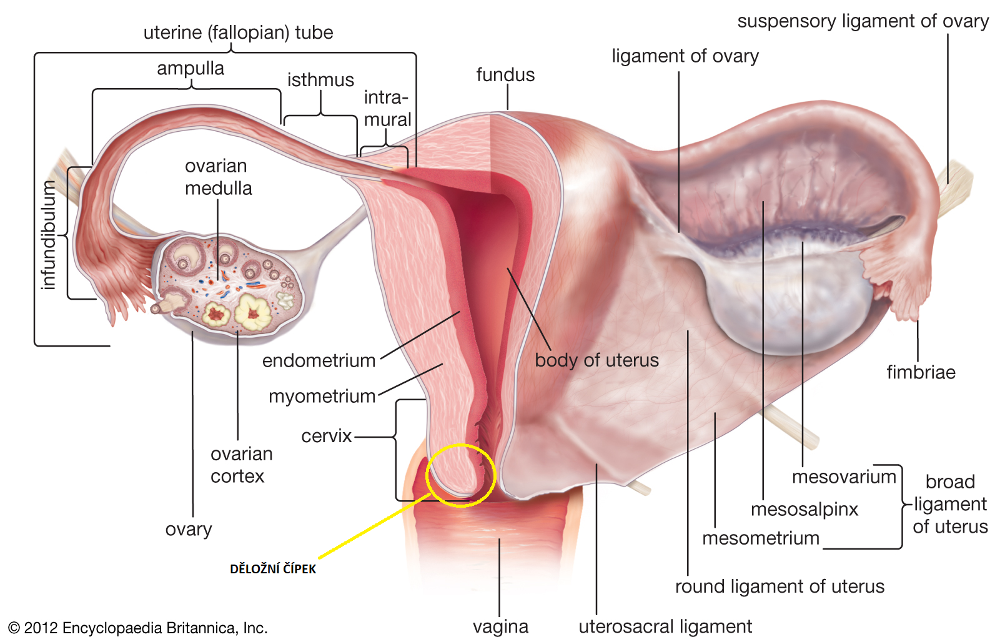 suspensory ligament of ovary
uterine (fallopian) tube
ligament of ovary
ampulla
fundus
isthmus
intra-
mural
ovarian
medulla
infundibulum
endometrium
body of uterus
fimbriae
myometrium
cervix
ovarian
cortex
mesovarium
broad
ligament
of uterus
mesosalpinx
ovary
mesometrium
DĚLOŽNÍ ČÍPEK
round ligament of uterus
© 2012 Encyclopaedia Britannica, Inc.
vagina
uterosacral ligament